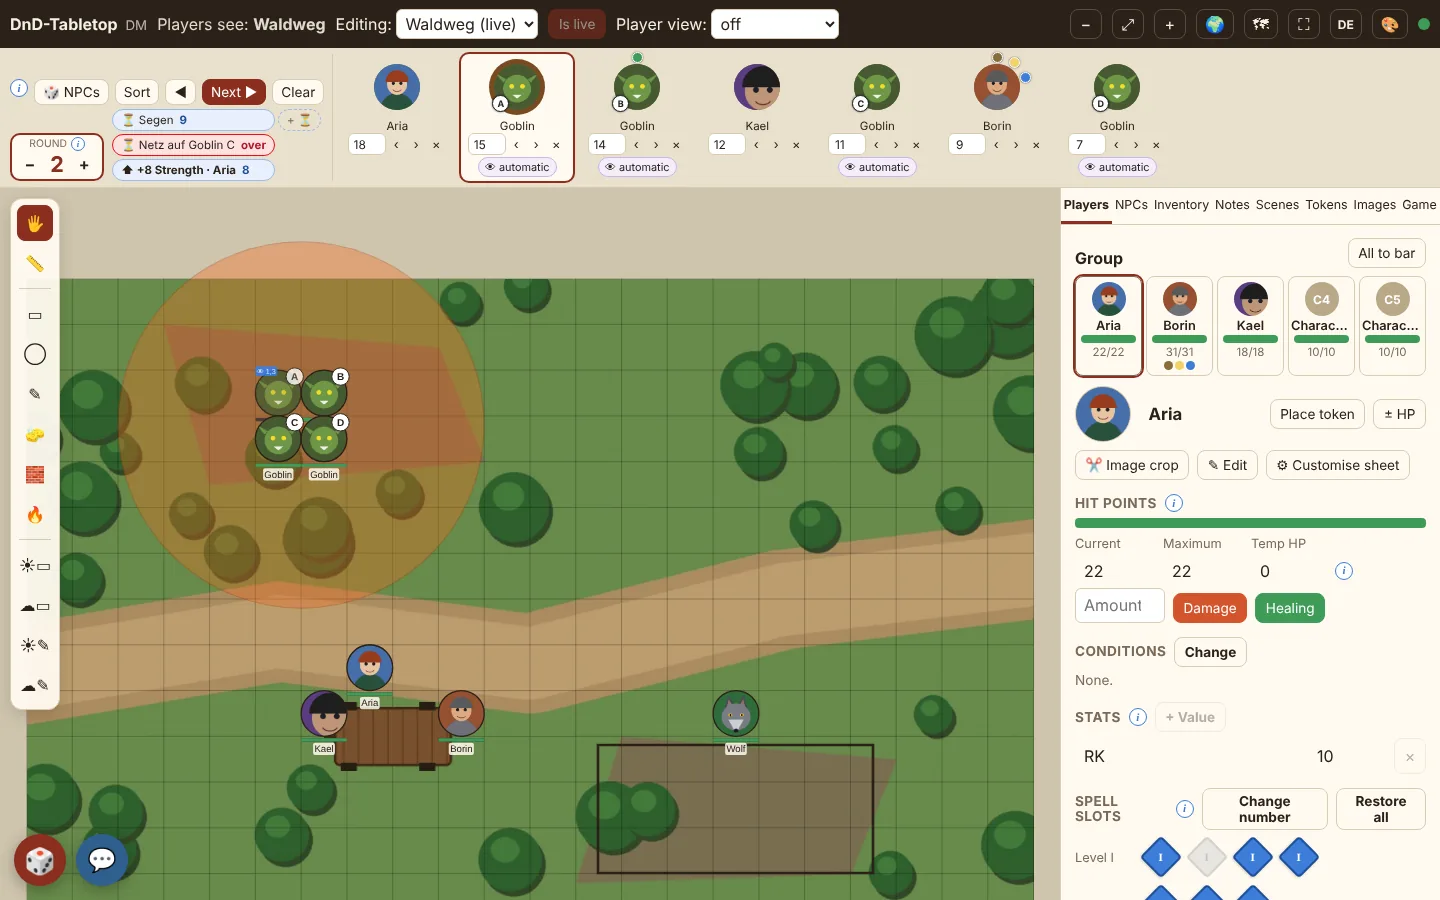 DnD-Tabletop DM Players see: Waldweg Editing: Waldweg (live) Is live Player view: off − + DE
i NPCs Sort ◀ Next ▶ Clear
Segen 9 +
ROUND i
− 2 +
Netz auf Goblin C over
+8 Strength · Aria 8
A B C D
Aria Goblin Goblin Kael Goblin Borin Goblin
18 ‹ › × 15 ‹ › × 14 ‹ › × 12 ‹ › × 11 ‹ › × 9 ‹ › × 7 ‹ › ×
automatic automatic automatic automatic
Players NPCs Inventory Notes Scenes Tokens Images Game
Group All to bar
C4 C5
Aria Borin Kael Charac... Charac...
22/22 31/31 18/18 10/10 10/10
Aria Place token ± HP
Image crop Edit Customise sheet
HIT POINTS i
Current Maximum Temp HP
22 22 0 i
Amount Damage Healing
CONDITIONS Change
None.
STATS i + Value
RK 10 ×
SPELL SLOTS i Change number Restore all
Level I I I I I
1,3 A B
C D
Goblin Goblin
Aria
Kael Borin Wolf